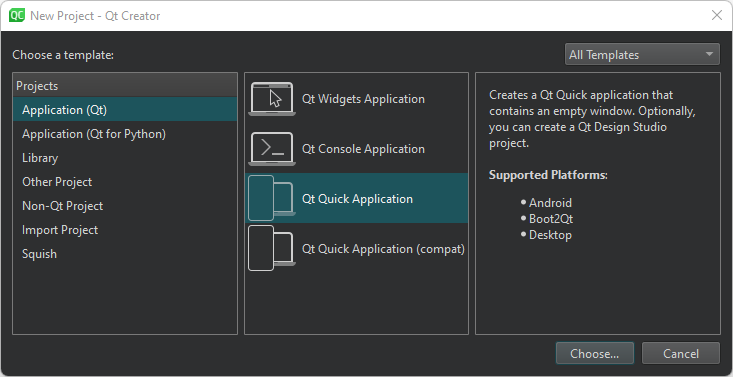 QC New Project - Qt Creator
Choose a template:
All Templates
Projects
Application (Qt)
Application (Qt for Python)
Library
Other Project
Non-Qt Project
Import Project
Squish
Qt Widgets Application
Qt Console Application
Qt Quick Application
Qt Quick Application (compat)
Creates a Qt Quick application that
contains an empty window. Optionally,
you can create a Qt Design Studio
project.
Supported Platforms:
• Android
• Boot2Qt
• Desktop
Choose...
Cancel